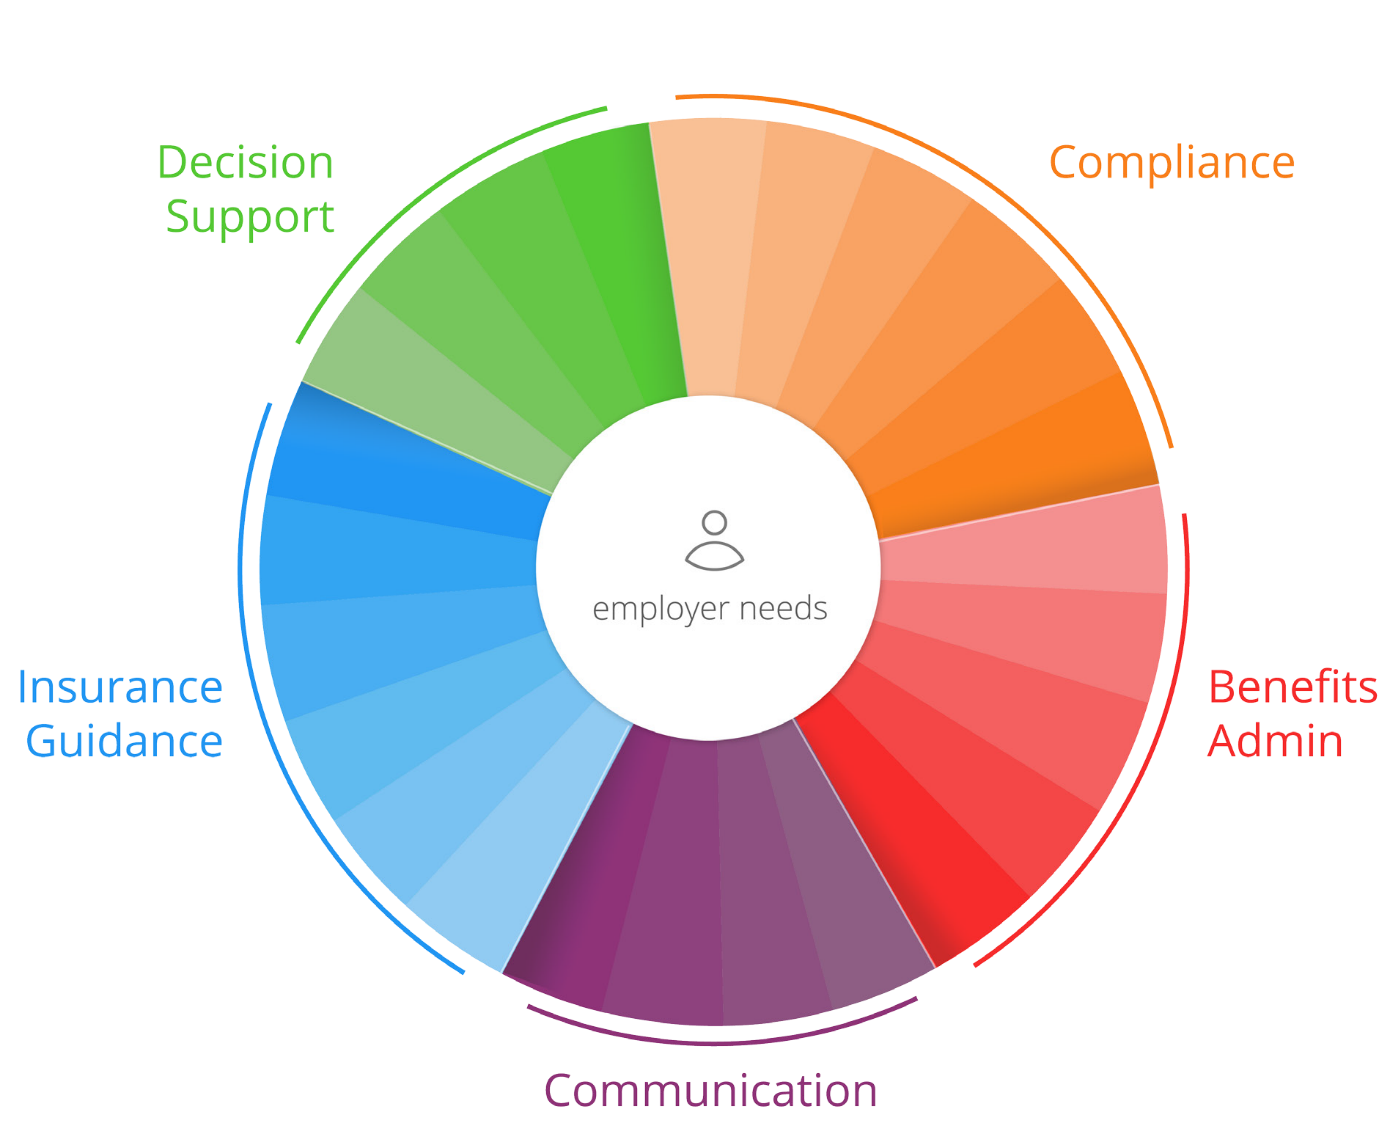 Decision
Support
Compliance
employer needs
Insurance
Guidance
Benefits
Admin
Communication